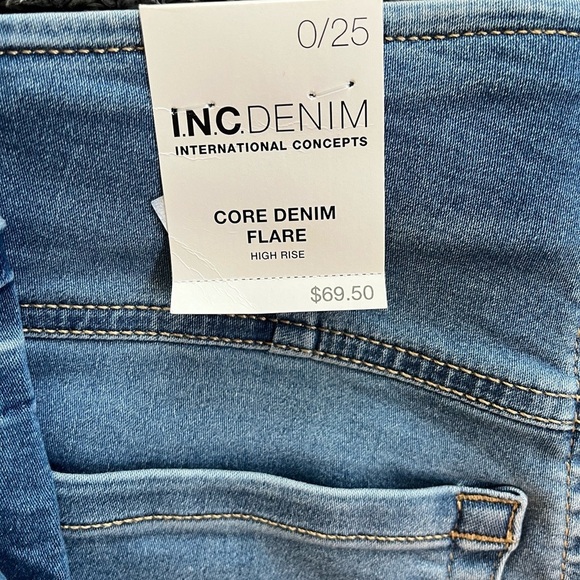 0/25
I.N.C.DENIM
INTERNATIONAL CONCEPTS
CORE DENIM
FLARE
HIGH RISE
$69.50